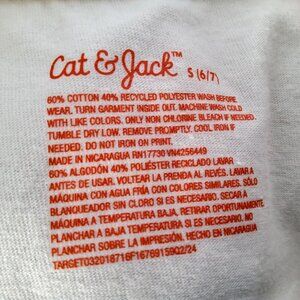 Cat & Jack™ S (6/7)
60% COTTON 40% RECYCLED POLYESTER WASH BEFORE
WEAR. TURN GARMENT INSIDE OUT. MACHINE WASH COLD
WITH LIKE COLORS. ONLY NON CHLORINE BLEACH IF NEEDED.
TUMBLE DRY LOW. REMOVE PROMPTLY. COOL IRON IF
NEEDED. DO NOT IRON ON PRINT.
MADE IN NICARAGUA RN17730 VN4256449
60% ALGODÓN 40% POLIÉSTER RECICLADO LAVAR
ANTES DE USAR. VOLTEAR LA PRENDA AL REVÉS. LAVAR A
MÁQUINA CON AGUA FRÍA CON COLORES SIMILARES. SÓLO
BLANQUEADOR SIN CLORO SI ES NECESARIO. SECAR A
MÁQUINA A TEMPERATURA BAJA, RETIRAR OPORTUNAMENTE.
PLANCHAR A BAJA TEMPERATURA SI ES NECESARIO. NO
PLANCHAR SOBRE LA IMPRESIÓN. HECHO EN NICARAGUA
TARGET032018716F16769159Q2/24